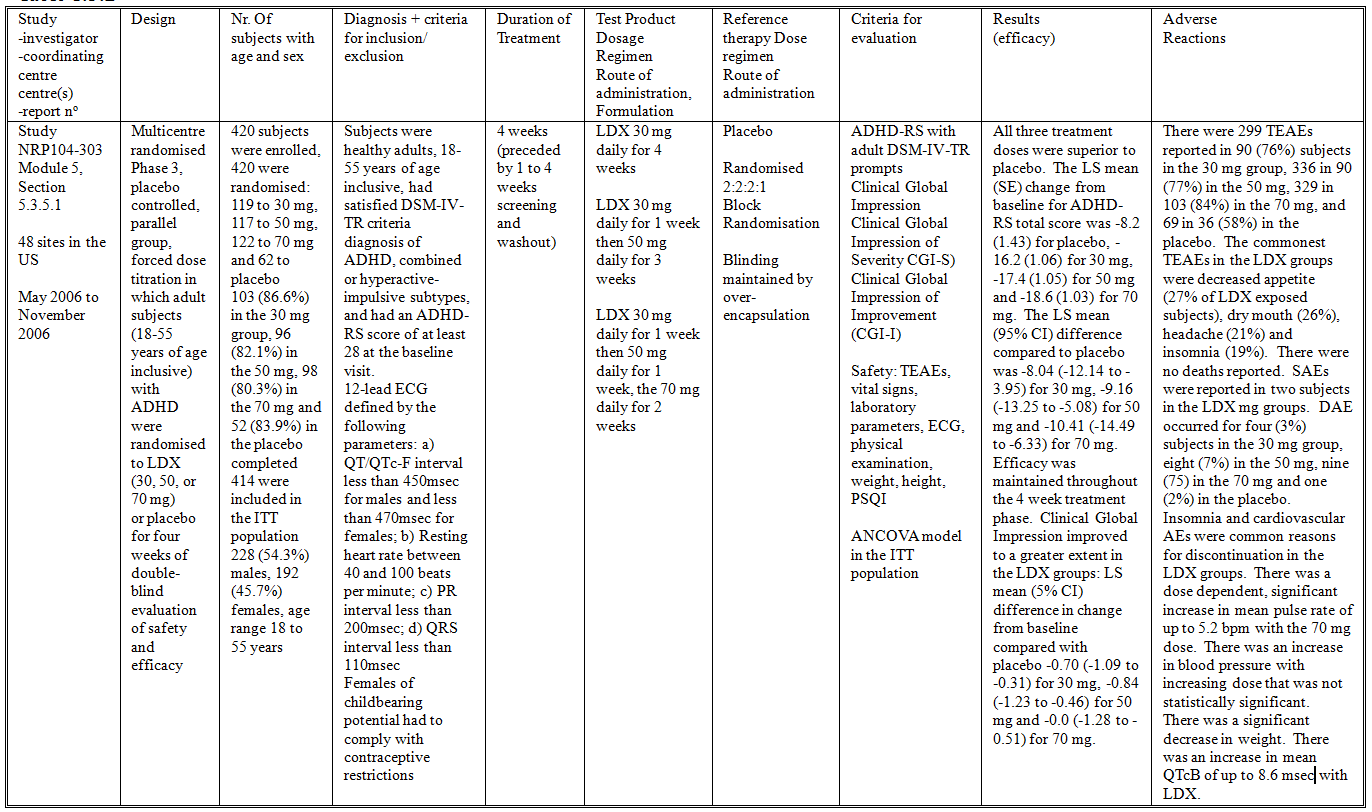 Study
-investigator
-coordinating
centre
centre(s)
-report n°
Design
Nr. Of
subjects with
age and sex
Diagnosis + criteria
for inclusion/
exclusion
Duration of
Treatment
Test Product
Dosage
Regimen
Route of
administration,
Formulation
Reference
therapy Dose
regimen
Route of
administration
Criteria for
evaluation
Results
(efficacy)
Adverse
Reactions
Study
NRP104-303
Module 5,
Section
5.3.5.1
48 sites in the
US
May 2006 to
November
2006
Multicentre
randomised
Phase 3,
placebo
controlled,
parallel
group,
forced dose
titration in
which adult
subjects
(18-55
years of age
inclusive)
with
ADHD
were
randomised
to LDX
(30, 50, or
70 mg)
or placebo
for four
weeks of
double-
blind
evaluation
of safety
and
efficacy
420 subjects
were enrolled,
420 were
randomised:
119 to 30 mg,
117 to 50 mg,
122 to 70 mg
and 62 to
placebo
103 (86.6%)
in the 30 mg
group, 96
(82.1%) in
the 50 mg, 98
(80.3%) in
the 70 mg and
52 (83.9%) in
the placebo
completed
414 were
included in
the ITT
population
228 (54.3%)
males, 192
(45.7%)
females, age
range 18 to
55 years
Subjects were
healthy adults, 18-
55 years of age
inclusive, had
satisfied DSM-IV-
TR criteria
diagnosis of
ADHD, combined
or hyperactive-
impulsive subtypes,
and had an ADHD-
RS score of at least
28 at the baseline
visit.
12-lead ECG
defined by the
following
parameters: a)
QT/QTc-F interval
less than 450msec
for males and less
than 470msec for
females; b) Resting
heart rate between
40 and 100 beats
per minute; c) PR
interval less than
200msec; d) QRS
interval less than
110msec
Females of
childbearing
potential had to
comply with
contraceptive
restrictions
4 weeks
(preceded
by 1 to 4
weeks
screening
and
washout)
LDX 30 mg
daily for 4
weeks
LDX 30 mg
daily for 1 week
then 50 mg
daily for 3
weeks
LDX 30 mg
daily for 1 week
then 50 mg
daily for 1
week, the 70 mg
daily for 2
weeks
Placebo
Randomised
2:2:2:1
Block
Randomisation
Blinding
maintained by
over-
encapsulation
ADHD-RS with
adult DSM-IV-TR
prompts
Clinical Global
Impression
Clinical Global
Impression of
Severity CGI-S)
Clinical Global
Impression of
Improvement
(CGI-I)
Safety: TEAEs,
vital signs,
laboratory
parameters, ECG,
physical
examination,
weight, height,
PSQI
ANCOVA model
in the ITT
population
All three treatment
doses were superior to
placebo. The LS mean
(SE) change from
baseline for ADHD-
RS total score was -8.2
(1.43) for placebo, -
16.2 (1.06) for 30 mg,
-17.4 (1.05) for 50 mg
and -18.6 (1.03) for 70
mg. The LS mean
(95% CI) difference
compared to placebo
was -8.04 (-12.14 to -
3.95) for 30 mg, -9.16
(-13.25 to -5.08) for 50
mg and -10.41 (-14.49
to -6.33) for 70 mg.
Efficacy was
maintained throughout
the 4 week treatment
phase. Clinical Global
Impression improved
to a greater extent in
the LDX groups: LS
mean (5% CI)
difference in change
from baseline
compared with
placebo -0.70 (-1.09 to
-0.31) for 30 mg, -0.84
(-1.23 to -0.46) for 50
mg and -0.0 (-1.28 to -
0.51) for 70 mg.
There were 299 TEAEs
reported in 90 (76%) subjects
in the 30 mg group, 336 in 90
(77%) in the 50 mg, 329 in
103 (84%) in the 70 mg, and
69 in 36 (58%) in the
placebo. The commonest
TEAEs in the LDX groups
were decreased appetite
(27% of LDX exposed
subjects), dry mouth (26%),
headache (21%) and
insomnia (19%). There were
no deaths reported. SAEs
were reported in two subjects
in the LDX mg groups. DAE
occurred for four (3%)
subjects in the 30 mg group,
eight (7%) in the 50 mg, nine
(75) in the 70 mg and one
(2%) in the placebo.
Insomnia and cardiovascular
AEs were common reasons
for discontinuation in the
LDX groups. There was a
dose dependent, significant
increase in mean pulse rate of
up to 5.2 bpm with the 70 mg
dose. There was an increase
in blood pressure with
increasing dose that was not
statistically significant.
There was a significant
decrease in weight. There
was an increase in mean
QTcB of up to 8.6 msec with
LDX.